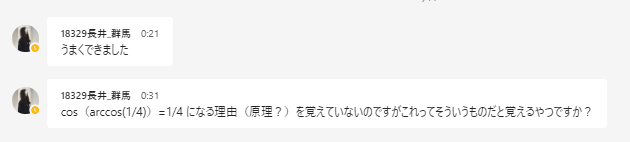 18329長井_群馬 0:21
うまくできました
18329長井_群馬 0:31
cos（arccos(1/4)）=1/4 になる理由（原理？）を覚えていないのですがこれってそういうものだと覚えるやつですか？